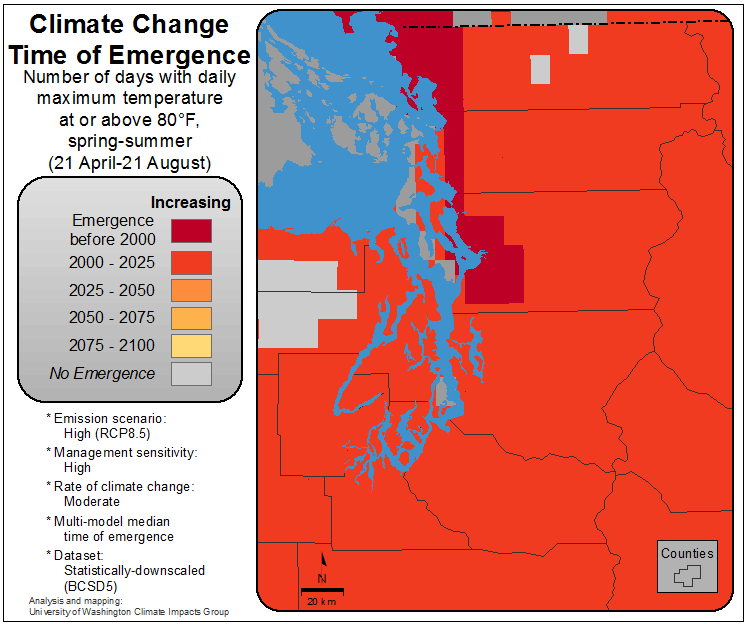 Climate Change
Time of Emergence
Number of days with daily
maximum temperature
at or above 80°F,
spring-summer
(21 April-21 August)
Increasing
Emergence
before 2000
2000 - 2025
2025 - 2050
2050 - 2075
2075 - 2100
No Emergence
* Emission scenario:
High (RCP8.5)
* Management sensitivity:
High
* Rate of climate change:
Moderate
* Multi-model median
time of emergence
* Dataset:
Statistically-downscaled
(BCSD5)
Analysis and mapping:
University of Washington Climate Impacts Group
N
20 km
Counties